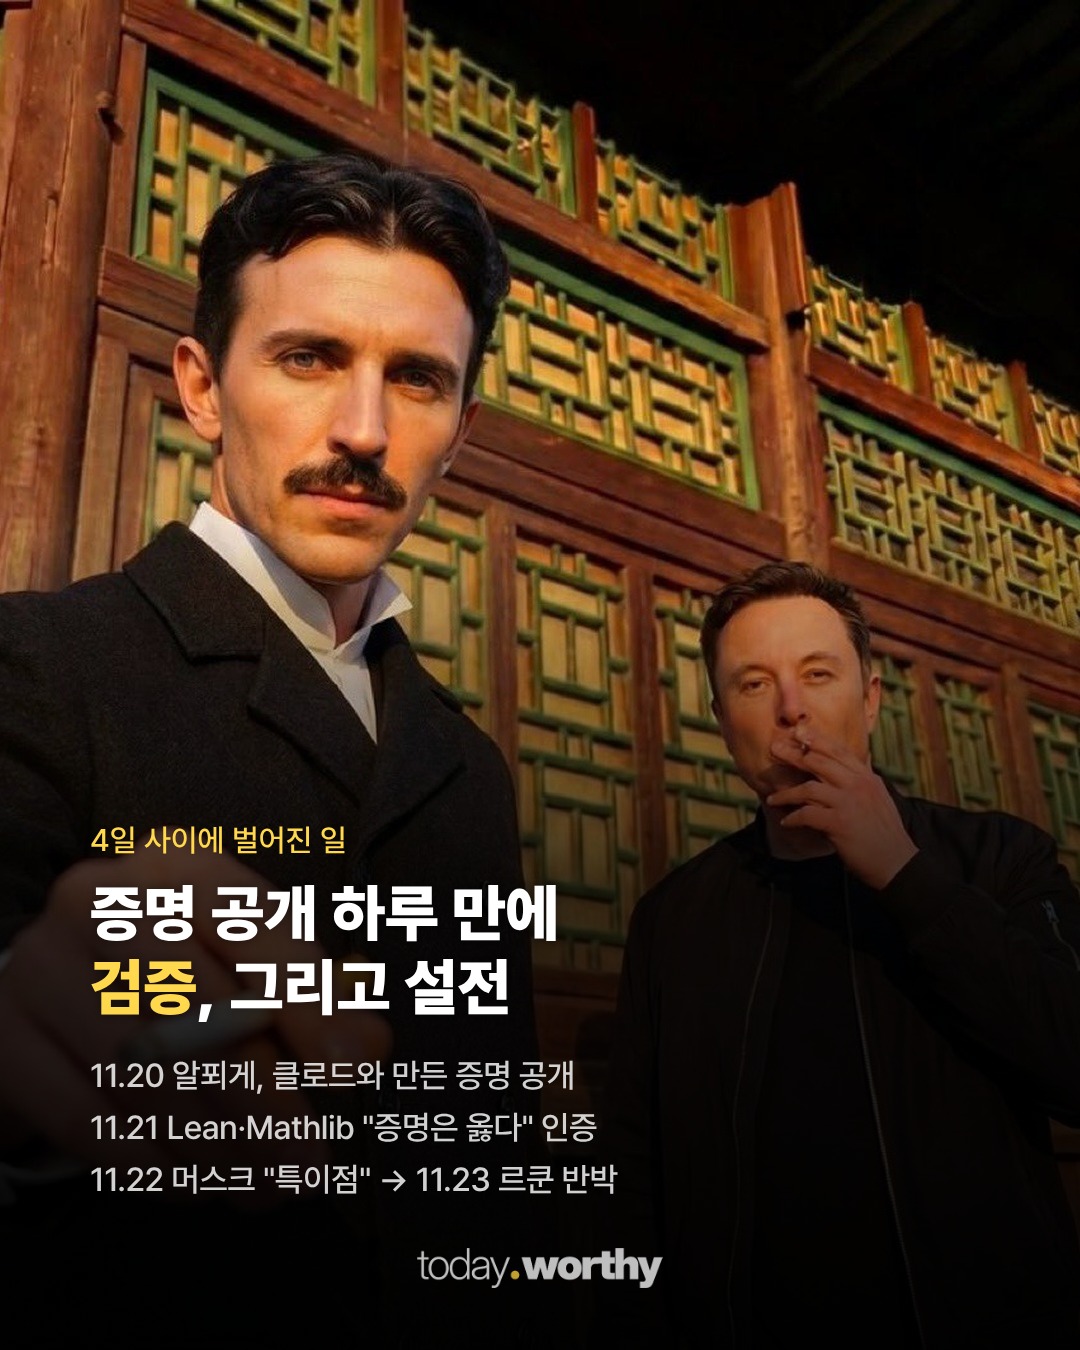 4일 사이에 벌어진 일
증명 공개 하루 만에
검증, 그리고 설전
11.20 알푀게, 클로드와 만든 증명 공개
11.21 Lean·Mathlib "증명은 옳다" 인증
11.22 머스크 "특이점" → 11.23 르쿤 반박
today.worthy